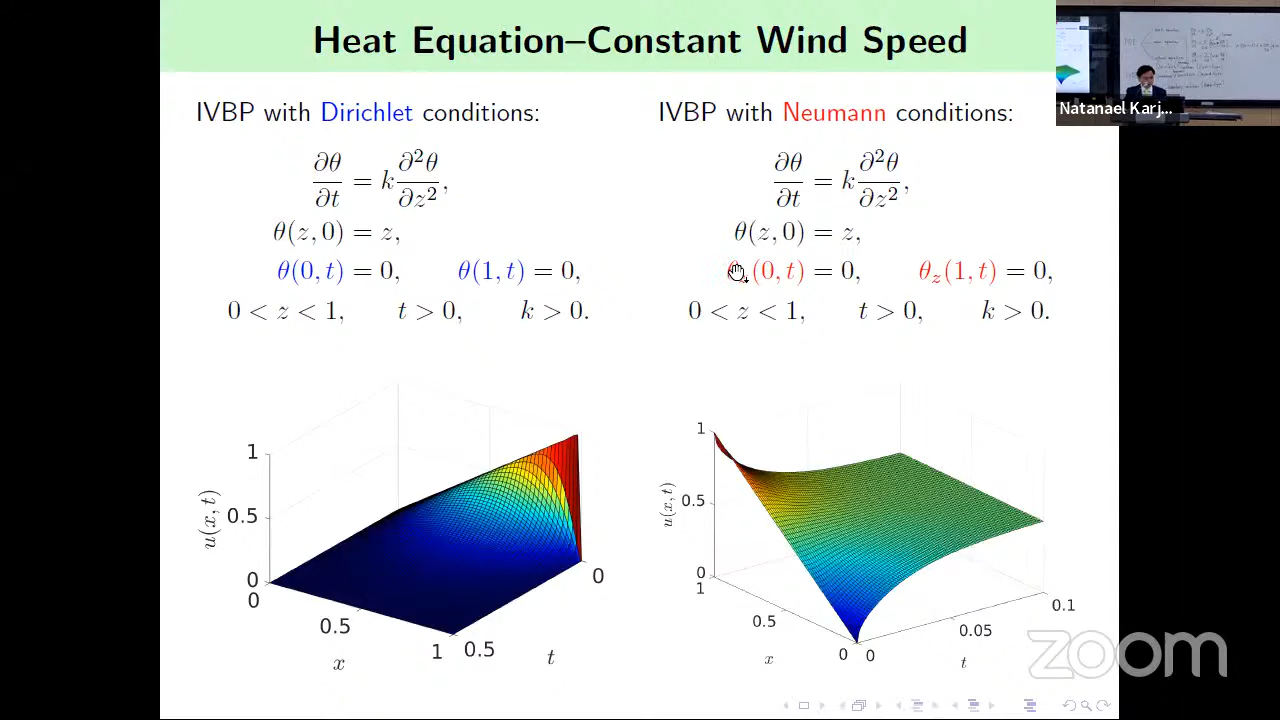 Heat Equation–Constant Wind Speed
Natanael Karj...
IVBP with Dirichlet conditions:
∂θ/∂t = k ∂²θ/∂z²,
θ(z, 0) = z,
θ(0, t) = 0, θ(1, t) = 0,
0 < z < 1, t > 0, k > 0.
IVBP with Neumann conditions:
∂θ/∂t = k ∂²θ/∂z²,
θ(z, 0) = z,
θ_z(0, t) = 0, θ_z(1, t) = 0,
0 < z < 1, t > 0, k > 0.
u(x, t)
1
0.5
0
0
0.5
1
x
0.5
0
t
u(x, t)
1
0.5
0
1
0.5
0
x
0
0.05
0.1
t
zoom